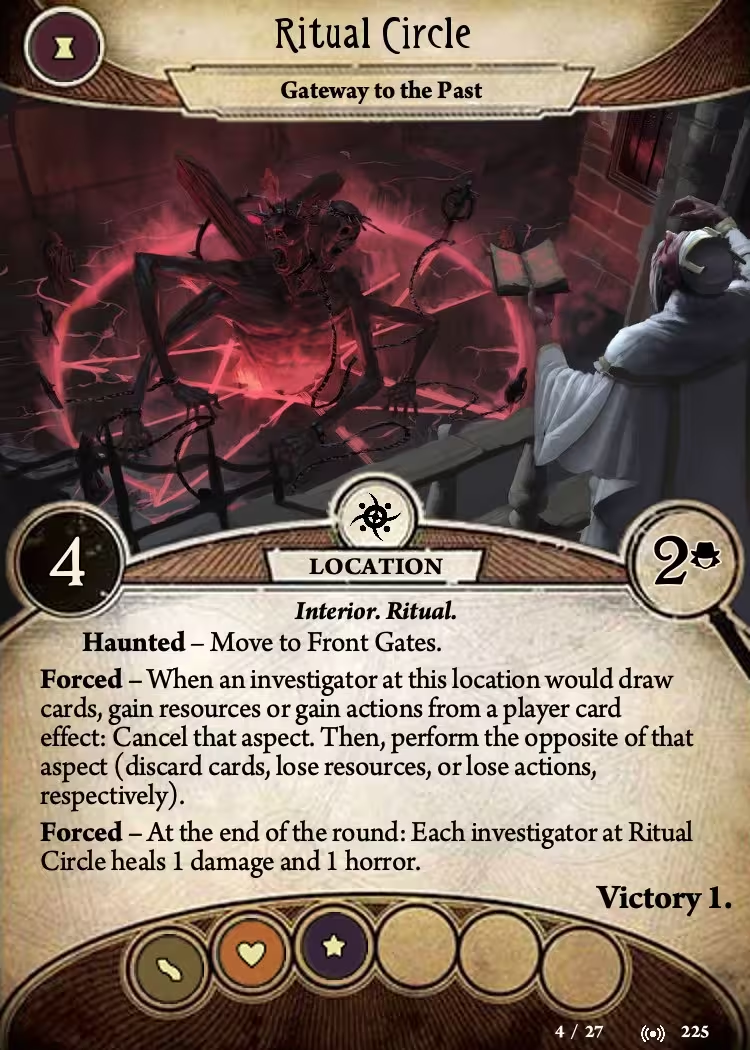 Ritual Circle
Gateway to the Past
4
LOCATION
2
Interior. Ritual.
Haunted – Move to Front Gates.
Forced – When an investigator at this location would draw
cards, gain resources or gain actions from a player card
effect: Cancel that aspect. Then, perform the opposite of that
aspect (discard cards, lose resources, or lose actions,
respectively).
Forced – At the end of the round: Each investigator at Ritual
Circle heals 1 damage and 1 horror.
Victory 1.
4 / 27 225